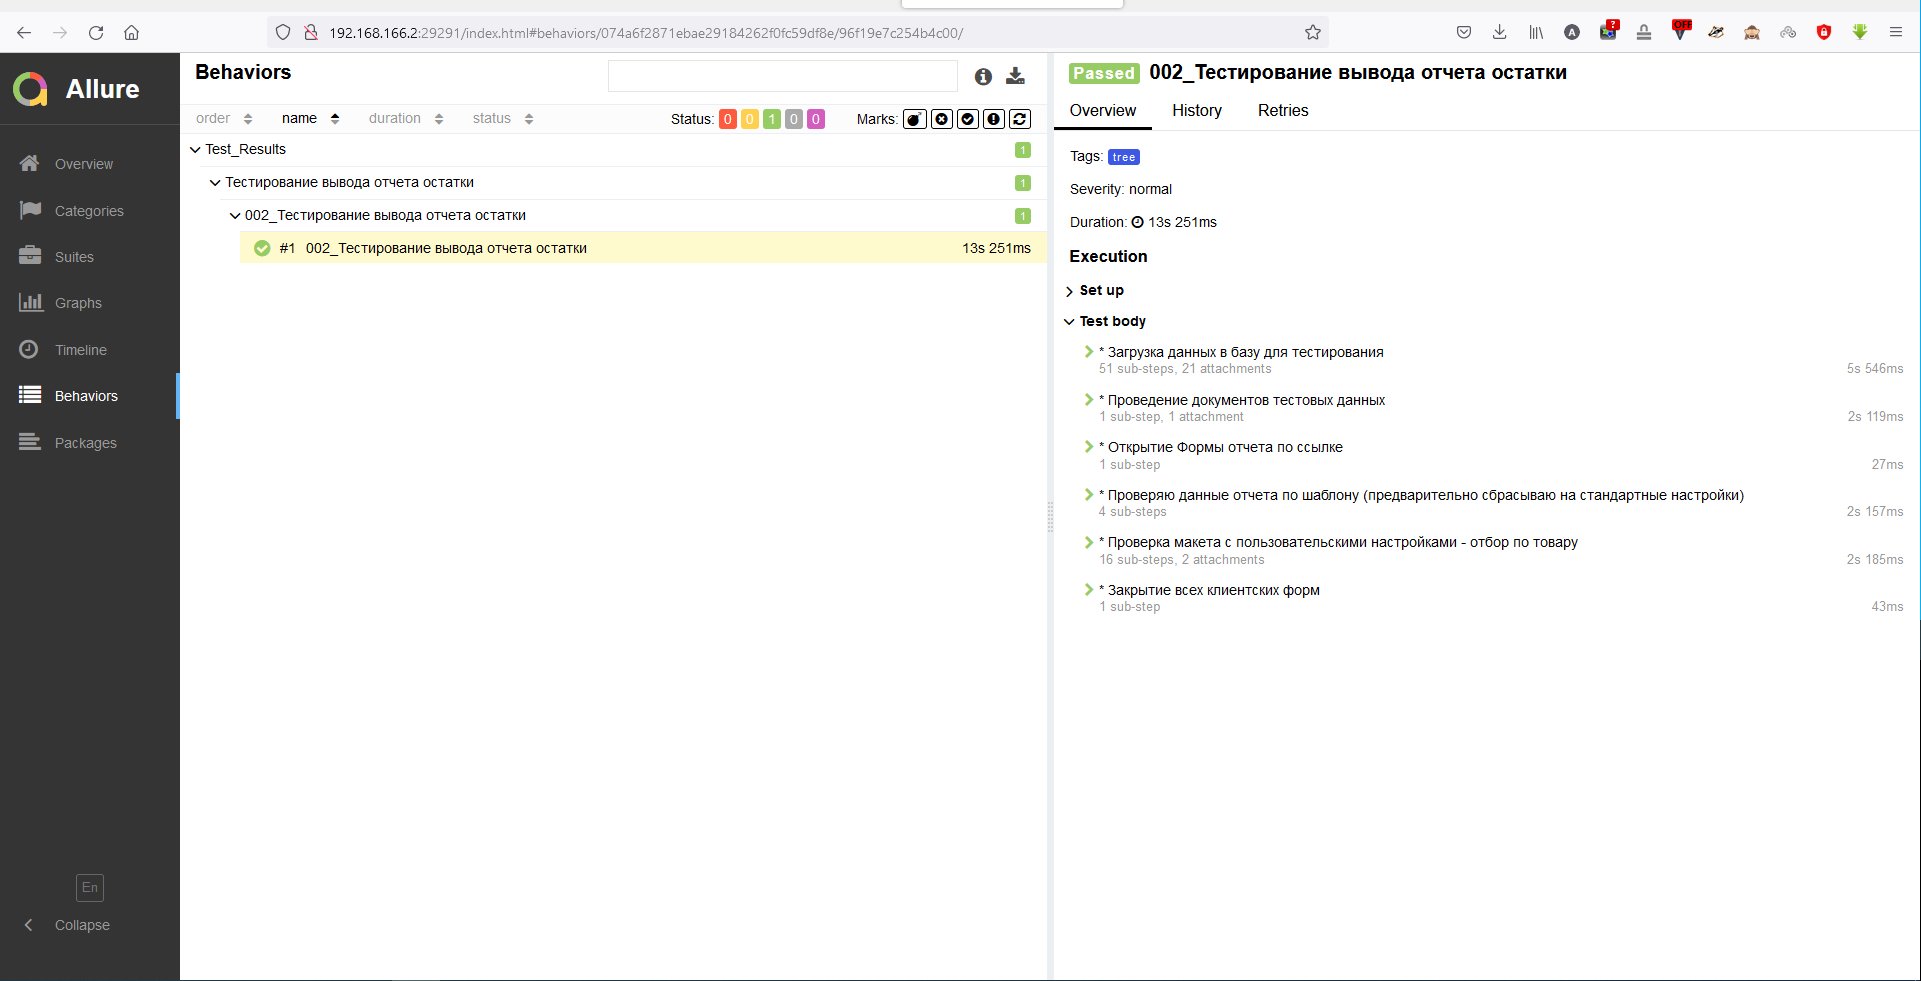 192.168.166.2:29291/index.html#behaviors/074a6f2871ebae29184262f0fc59df8e/96f19e7c254b4c00/
A
?
OFF
Allure
Overview
Categories
Suites
Graphs
Timeline
Behaviors
Packages
En
Collapse
Behaviors
order name duration status Status: 0 0 1 0 0 Marks:
Test_Results 1
Тестирование вывода отчета остатки 1
002_Тестирование вывода отчета остатки 1
#1 002_Тестирование вывода отчета остатки 13s 251ms
Passed 002_Тестирование вывода отчета остатки
Overview History Retries
Tags: tree
Severity: normal
Duration: 13s 251ms
Execution
Set up
Test body
* Загрузка данных в базу для тестирования
51 sub-steps, 21 attachments 5s 546ms
* Проведение документов тестовых данных
1 sub-step, 1 attachment 2s 119ms
* Открытие Формы отчета по ссылке
1 sub-step 27ms
* Проверяю данные отчета по шаблону (предварительно сбрасываю на стандартные настройки)
4 sub-steps 2s 157ms
* Проверка макета с пользовательскими настройками - отбор по товару
16 sub-steps, 2 attachments 2s 185ms
* Закрытие всех клиентских форм
1 sub-step 43ms